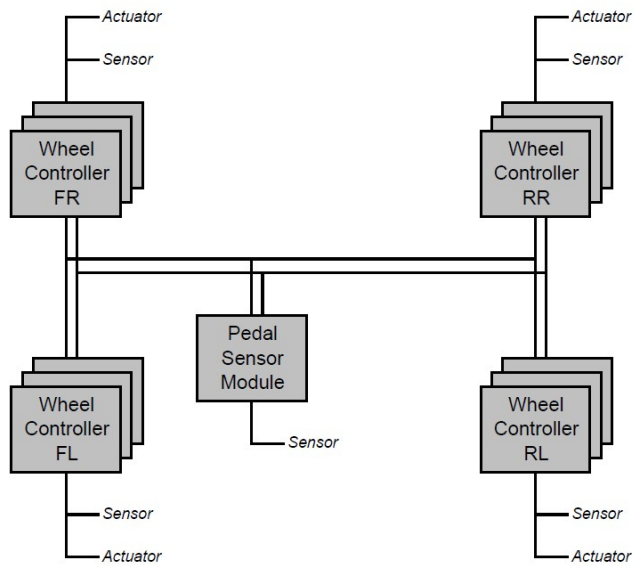 Actuator
Sensor
Wheel
Controller
FR
Actuator
Sensor
Wheel
Controller
RR
Pedal
Sensor
Module
Sensor
Wheel
Controller
FL
Sensor
Actuator
Wheel
Controller
RL
Sensor
Actuator